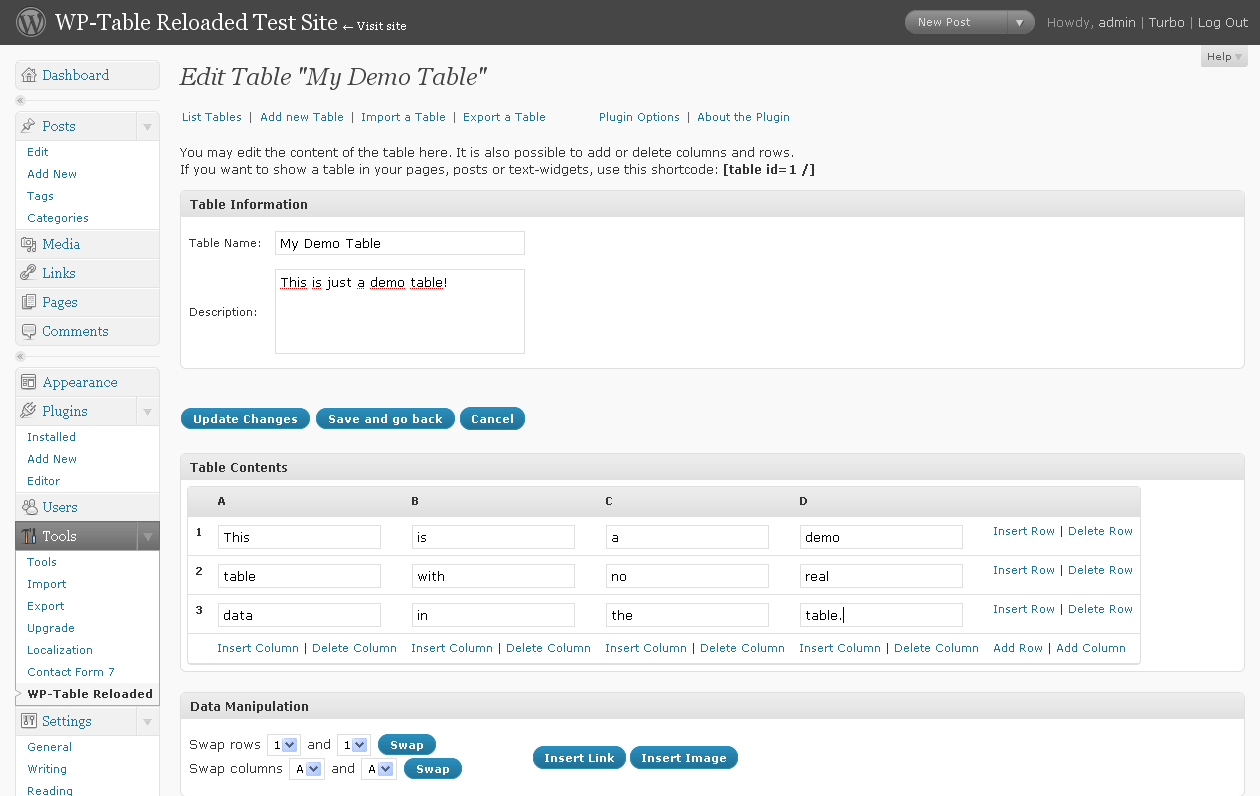 WP-Table Reloaded Test Site ← Visit site
New Post
Howdy, admin | Turbo | Log Out
Help
Dashboard
Posts
Edit
Add New
Tags
Categories
Media
Links
Pages
Comments
Appearance
Plugins
Installed
Add New
Editor
Users
Tools
Tools
Import
Export
Upgrade
Localization
Contact Form 7
WP-Table Reloaded
Settings
General
Writing
Reading
Edit Table "My Demo Table"
List Tables | Add new Table | Import a Table | Export a Table Plugin Options | About the Plugin
You may edit the content of the table here. It is also possible to add or delete columns and rows.
If you want to show a table in your pages, posts or text-widgets, use this shortcode: [table id=1 /]
Table Information
Table Name: My Demo Table
This is just a demo table!
Description:
Update Changes Save and go back Cancel
Table Contents
A B C D
1 This is a demo Insert Row | Delete Row
2 table with no real Insert Row | Delete Row
3 data in the table. Insert Row | Delete Row
Insert Column | Delete Column Insert Column | Delete Column Insert Column | Delete Column Insert Column | Delete Column Add Row | Add Column
Data Manipulation
Swap rows 1 and 1 Swap
Swap columns A and A Swap
Insert Link Insert Image